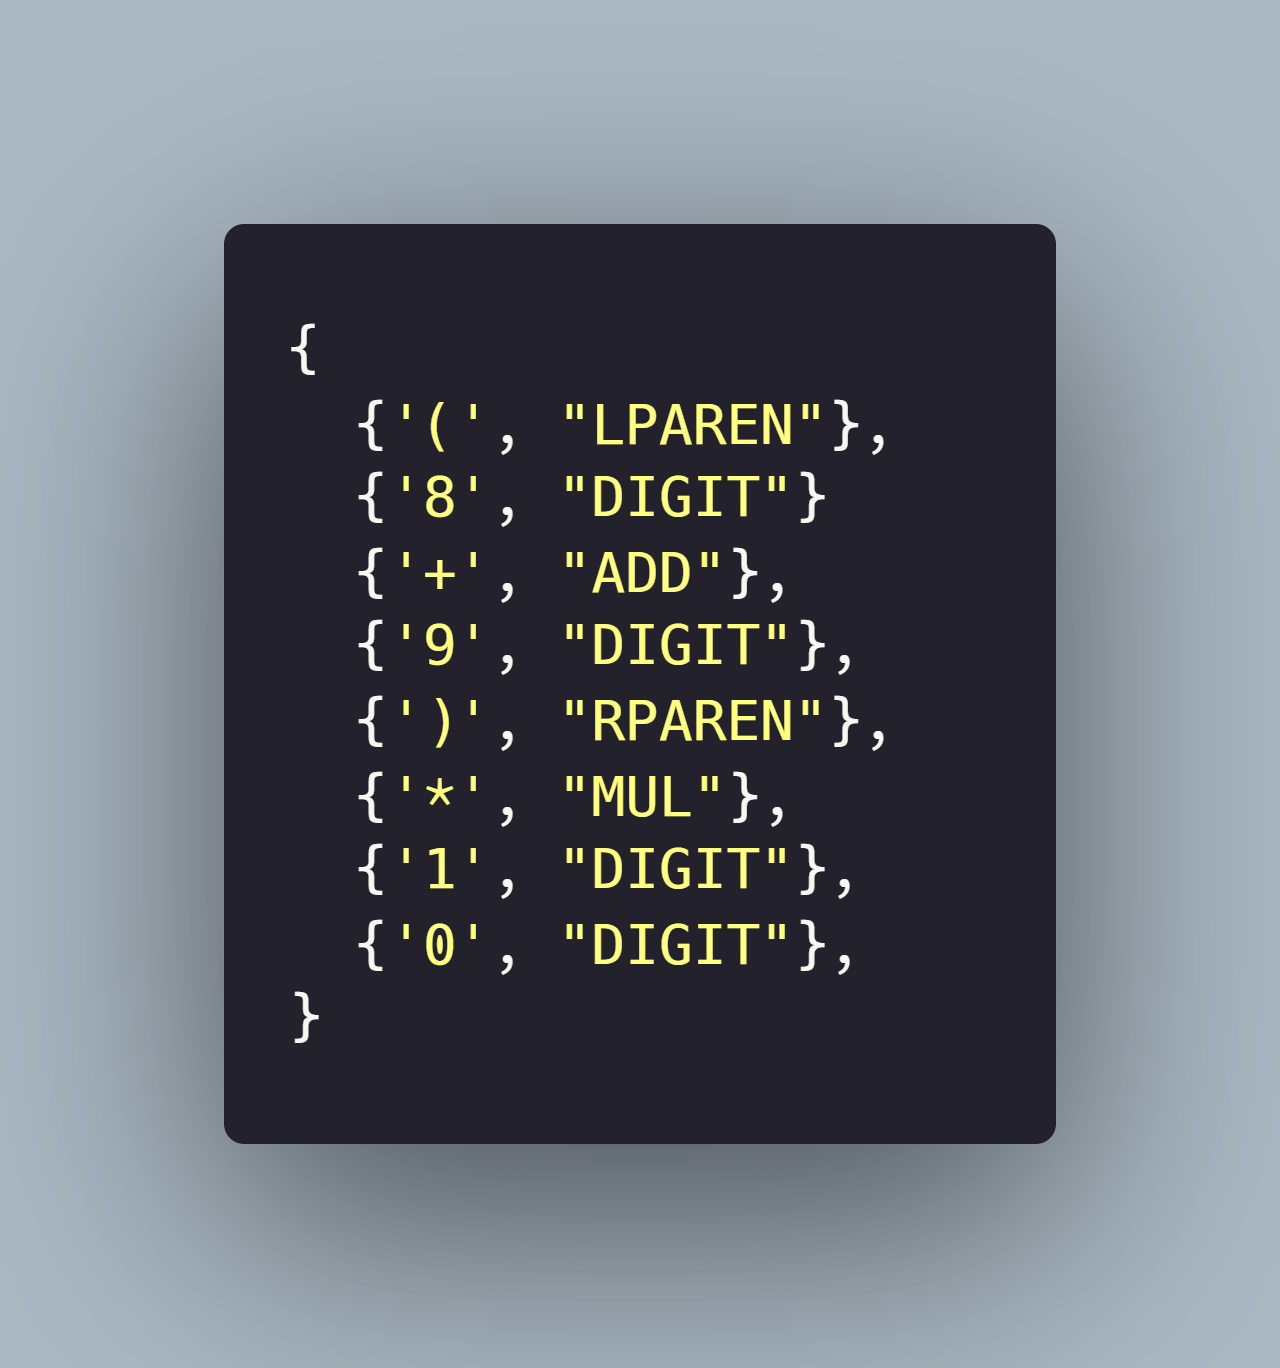 {
  {'(', "LPAREN"},
  {'8', "DIGIT"}
  {'+', "ADD"},
  {'9', "DIGIT"},
  {')', "RPAREN"},
  {'*', "MUL"},
  {'1', "DIGIT"},
  {'0', "DIGIT"},
}